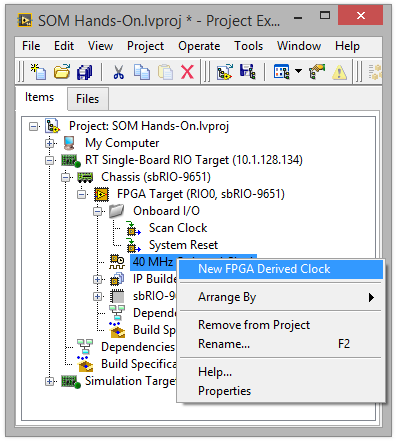 SOM Hands-On.lvproj * - Project Ex...
File Edit View Project Operate Tools Window Help
Items Files
Project: SOM Hands-On.lvproj
My Computer
RT Single-Board RIO Target (10.1.128.134)
Chassis (sbRIO-9651)
FPGA Target (RIO0, sbRIO-9651)
Onboard I/O
Scan Clock
System Reset
40 MHz
New FPGA Derived Clock
IP Builde
Arrange By
sbRIO-9
Depende
Remove from Project
Build Spe
Rename... F2
Dependencies
Build Specifica
Help...
Simulation Target
Properties